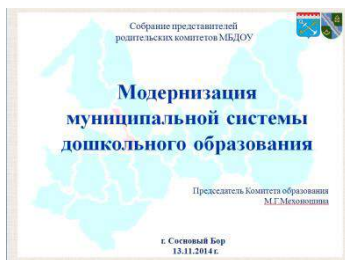 Собрание представителей
родительских комитетов МБДОУ
Модернизация
муниципальной системы
дошкольного образования
Председатель Комитета образования
М.Г.Мехоношина
г. Сосновый Бор
13.11.2014 г.